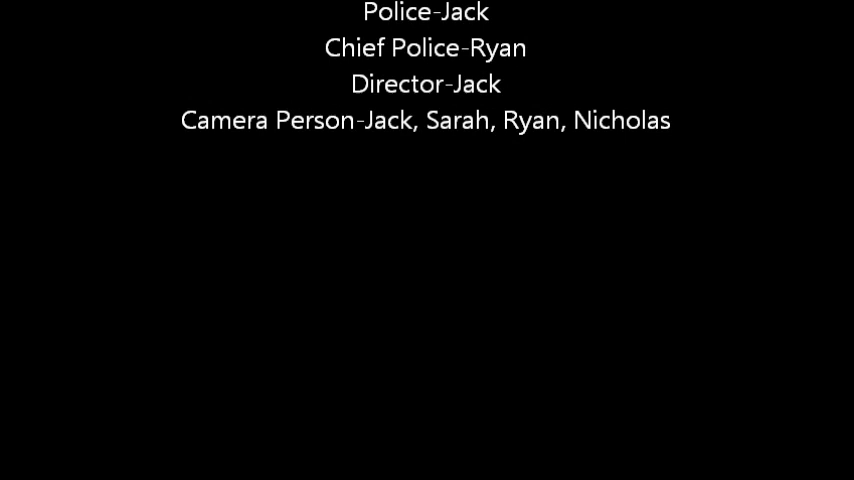 Police-Jack
Chief Police-Ryan
Director-Jack
Camera Person-Jack, Sarah, Ryan, Nicholas